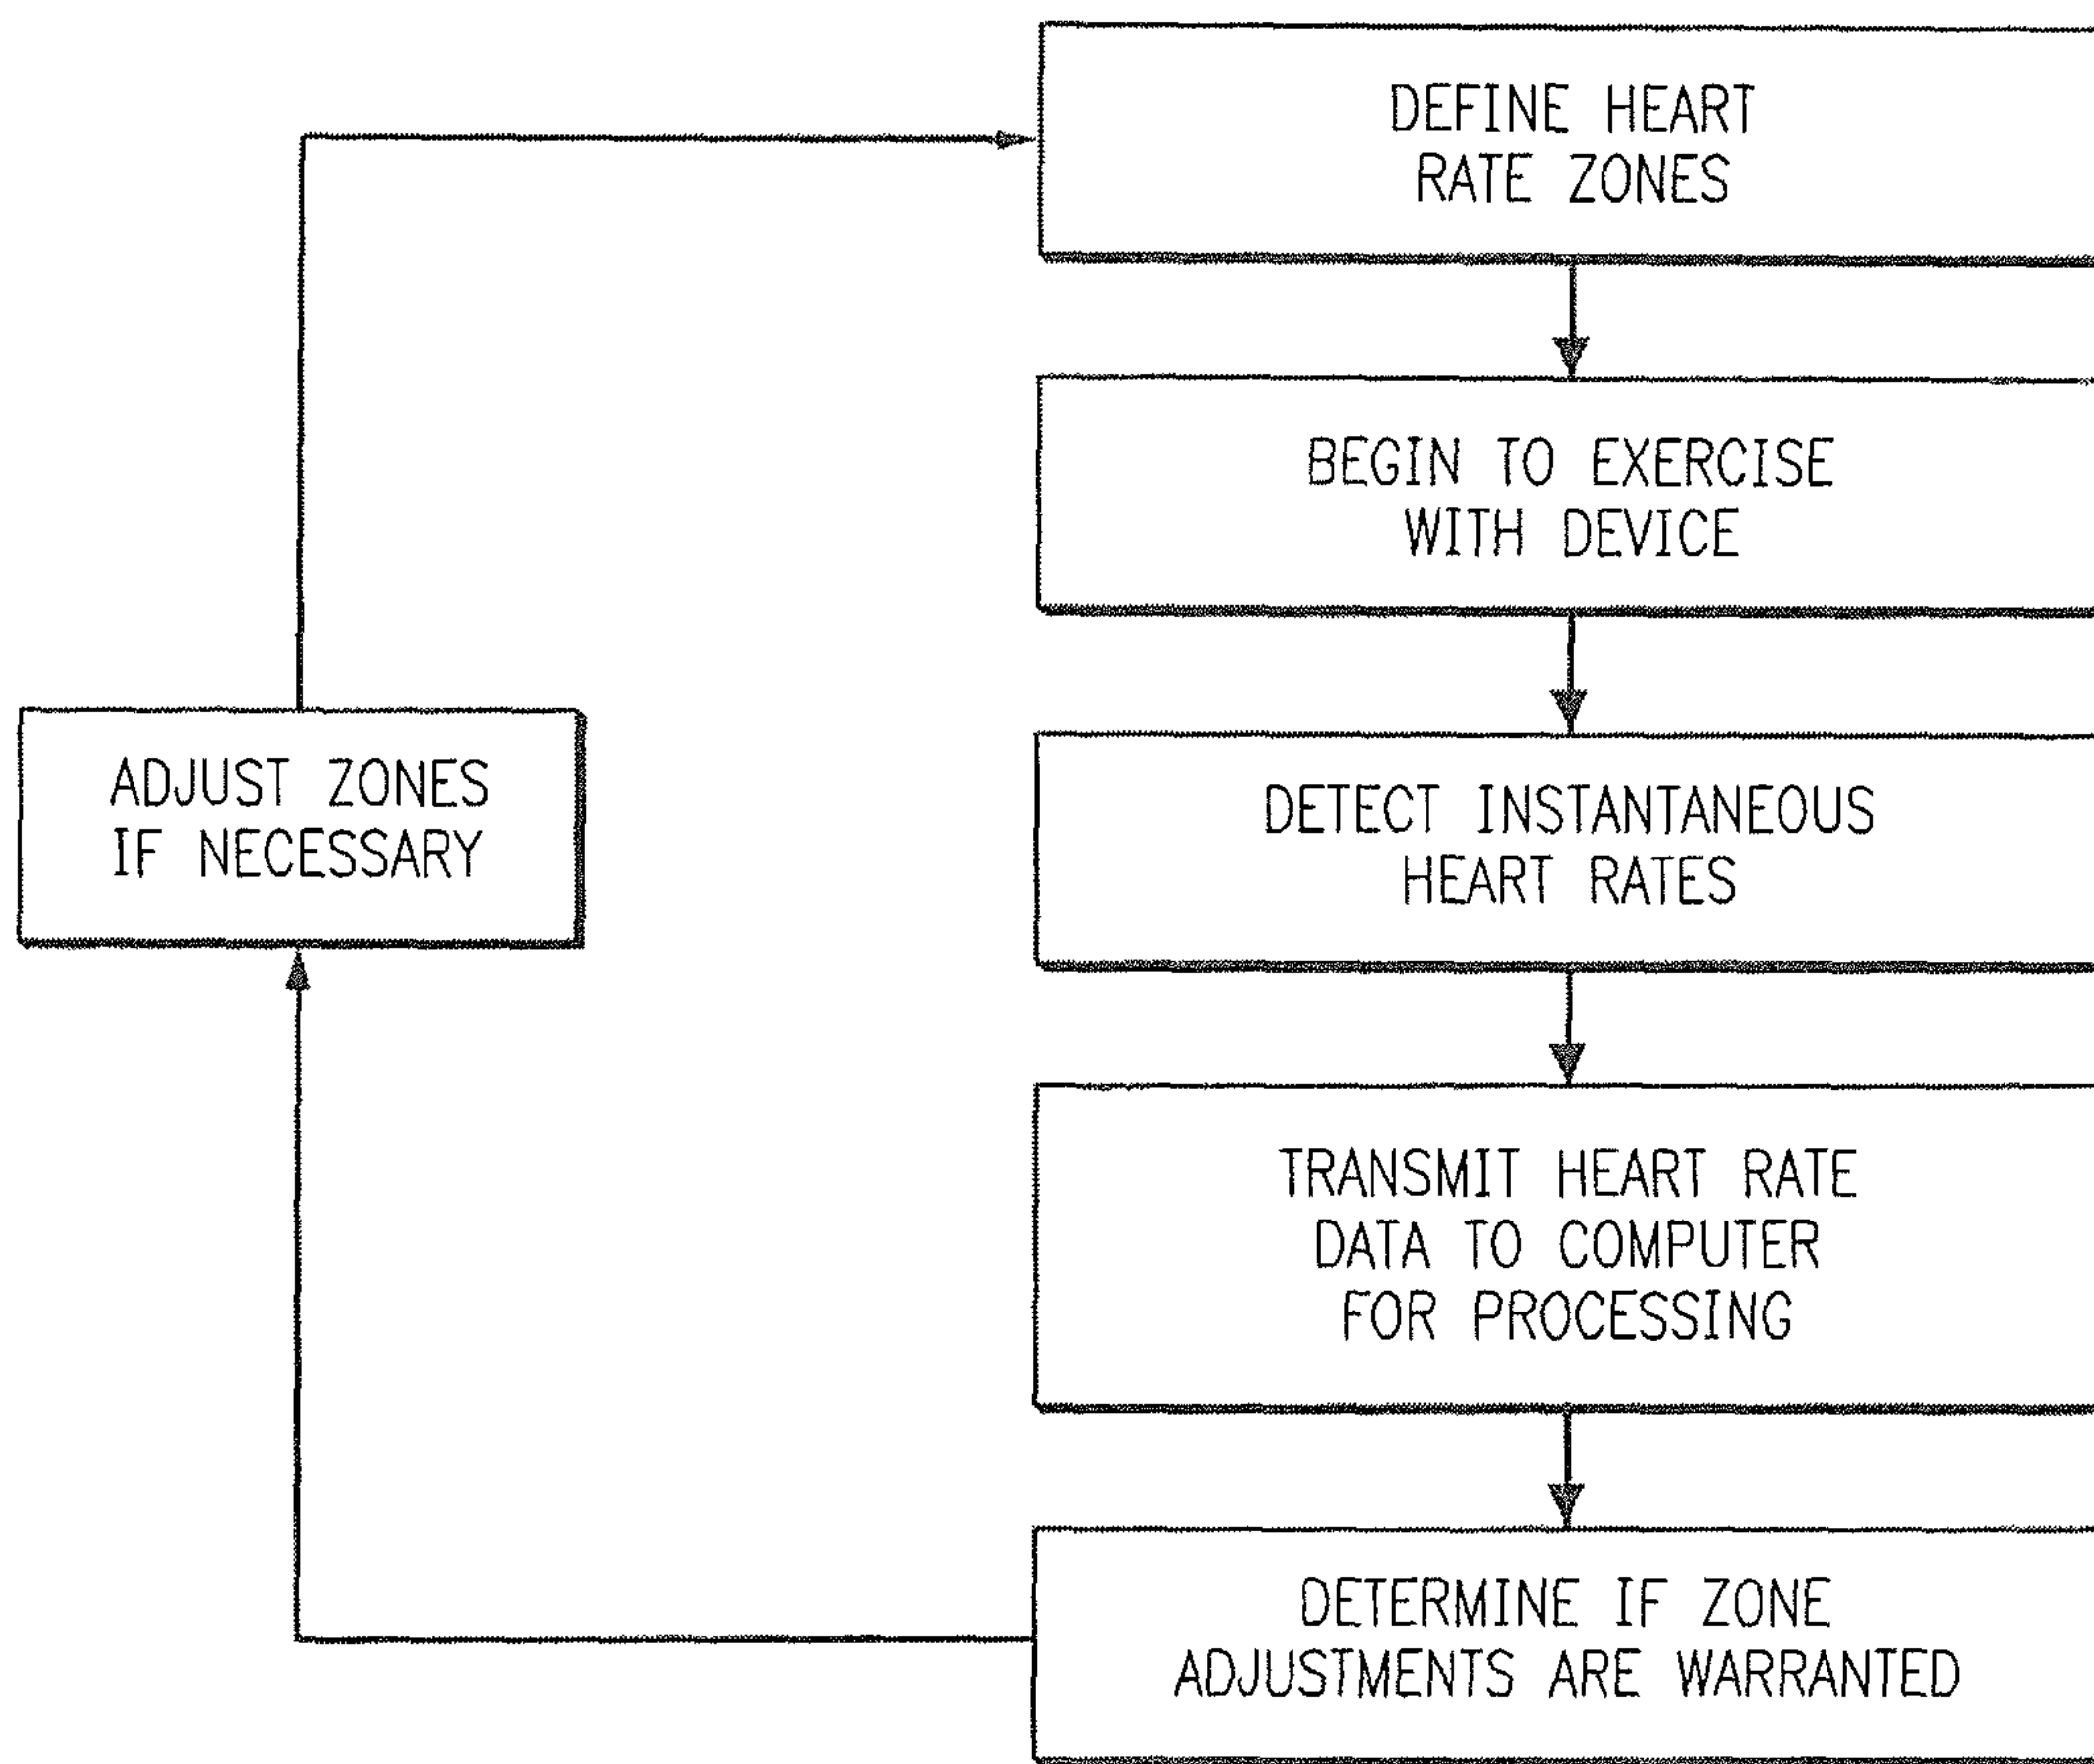 DEFINE HEART
RATE ZONES
BEGIN TO EXERCISE
WITH DEVICE
ADJUST ZONES
IF NECESSARY
DETECT INSTANTANEOUS
HEART RATES
TRANSMIT HEART RATE
DATA TO COMPUTER
FOR PROCESSING
DETERMINE IF ZONE
ADJUSTMENTS ARE WARRANTED